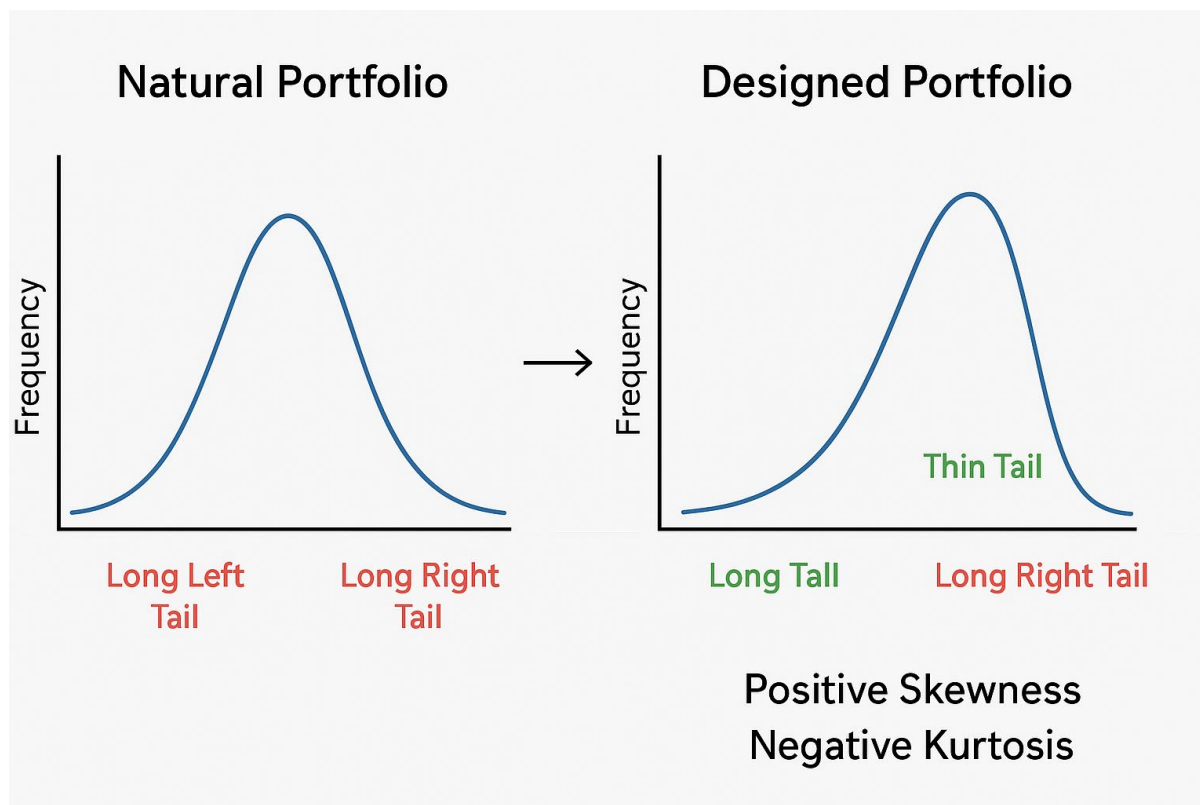 Natural Portfolio
Frequency
Long Left
Tail
Long Right
Tail
Designed Portfolio
Frequency
Thin Tail
Long Tall
Long Right Tail
Positive Skewness
Negative Kurtosis